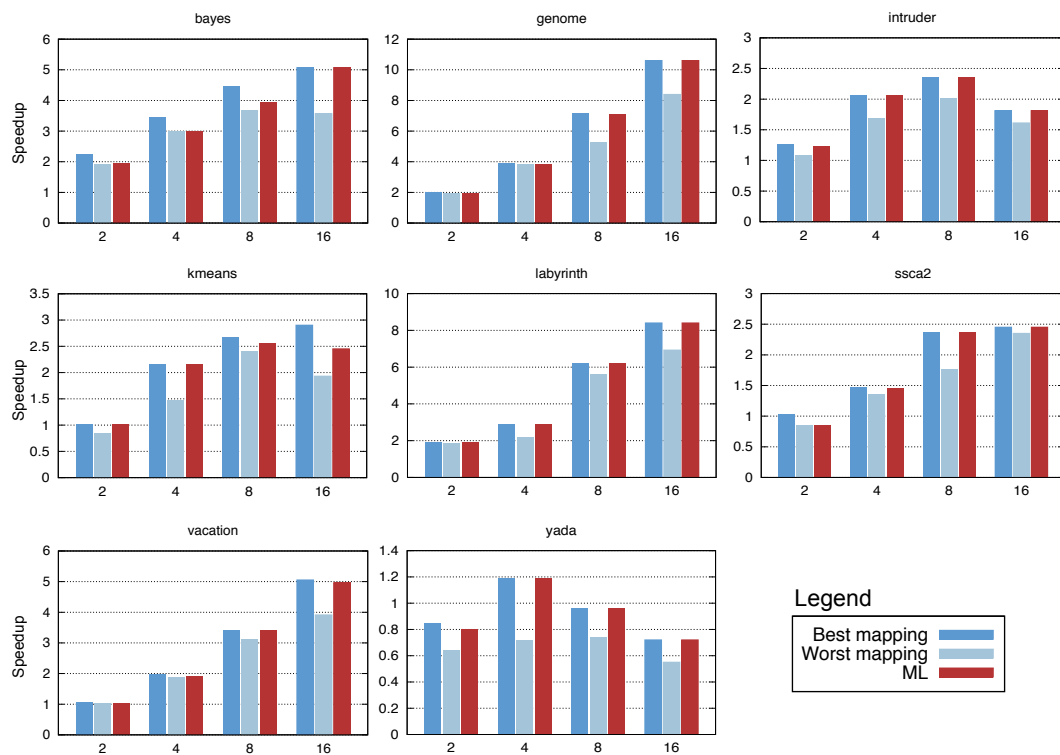 bayes
6
5
4
3
2
1
0
Speedup
2 4 8 16
genome
12
10
8
6
4
2
0
2 4 8 16
intruder
3
2.5
2
1.5
1
0.5
0
2 4 8 16
kmeans
3.5
3
2.5
2
1.5
1
0.5
0
Speedup
2 4 8 16
labyrinth
10
8
6
4
2
0
2 4 8 16
ssca2
3
2.5
2
1.5
1
0.5
0
2 4 8 16
vacation
6
5
4
3
2
1
0
Speedup
2 4 8 16
yada
1.4
1.2
1
0.8
0.6
0.4
0.2
0
2 4 8 16
Legend
Best mapping
Worst mapping
ML